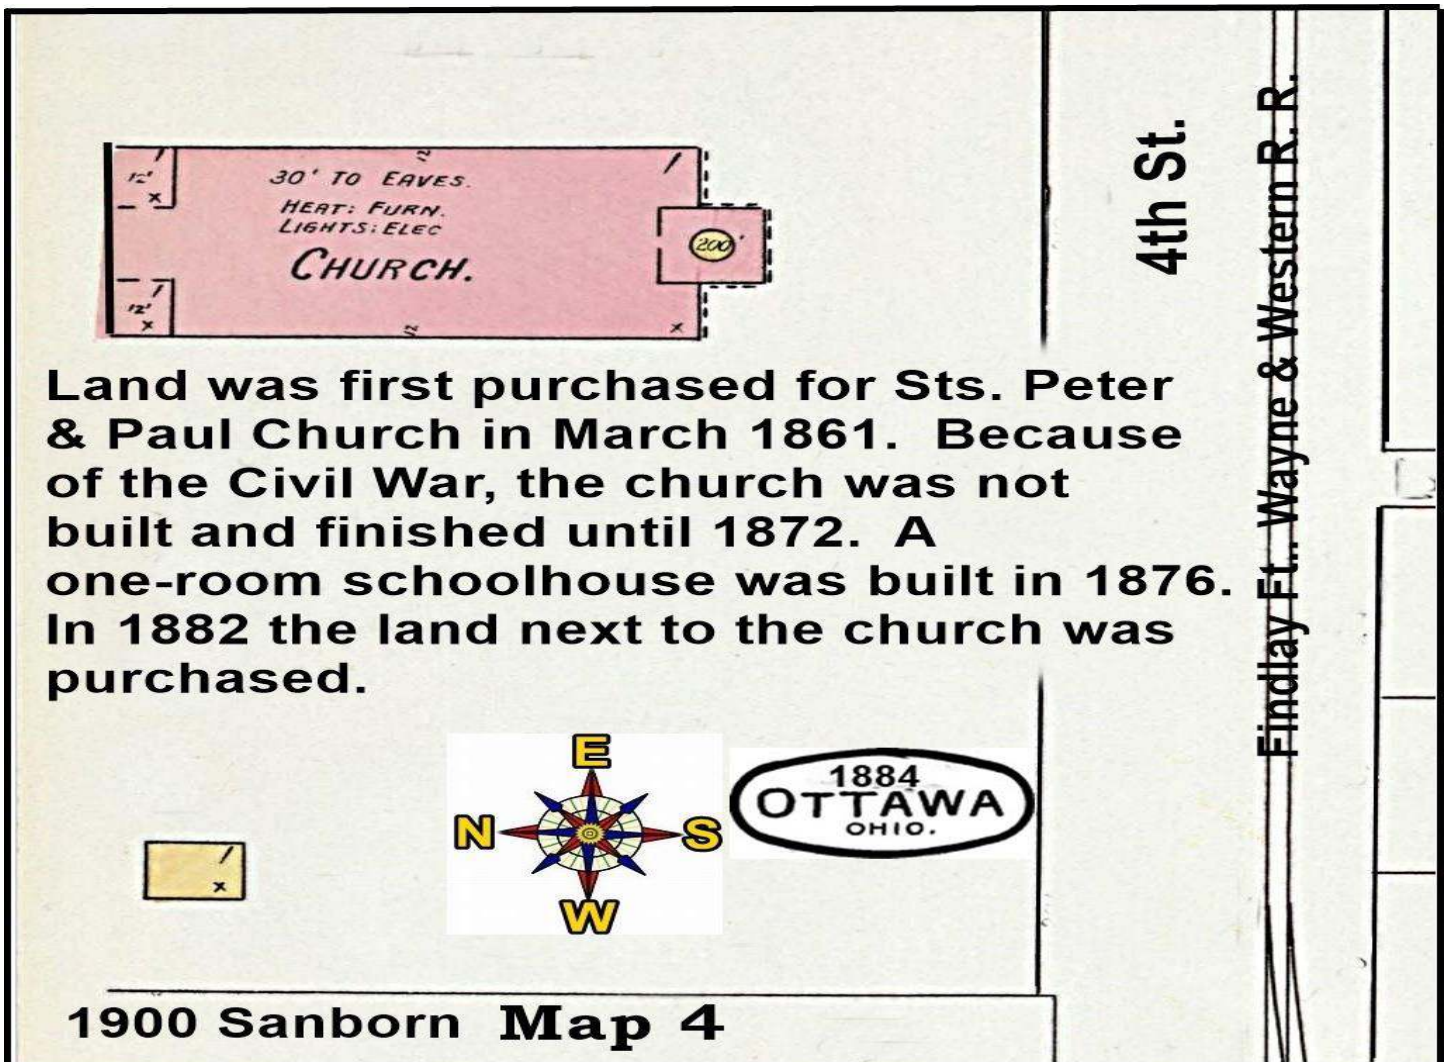 12'
30' TO EAVES.
HEAT: FURN.
LIGHTS: ELEC
CHURCH.
200'
12'
4th St.
Findlay Ft.. Wayne & Western R. R.
Land was first purchased for Sts. Peter
& Paul Church in March 1861.  Because
of the Civil War, the church was not
built and finished until 1872.  A
one-room schoolhouse was built in 1876.
In 1882 the land next to the church was
purchased.
E
N
S
W
1884
OTTAWA
OHIO.
1
x
1900 Sanborn Map 4